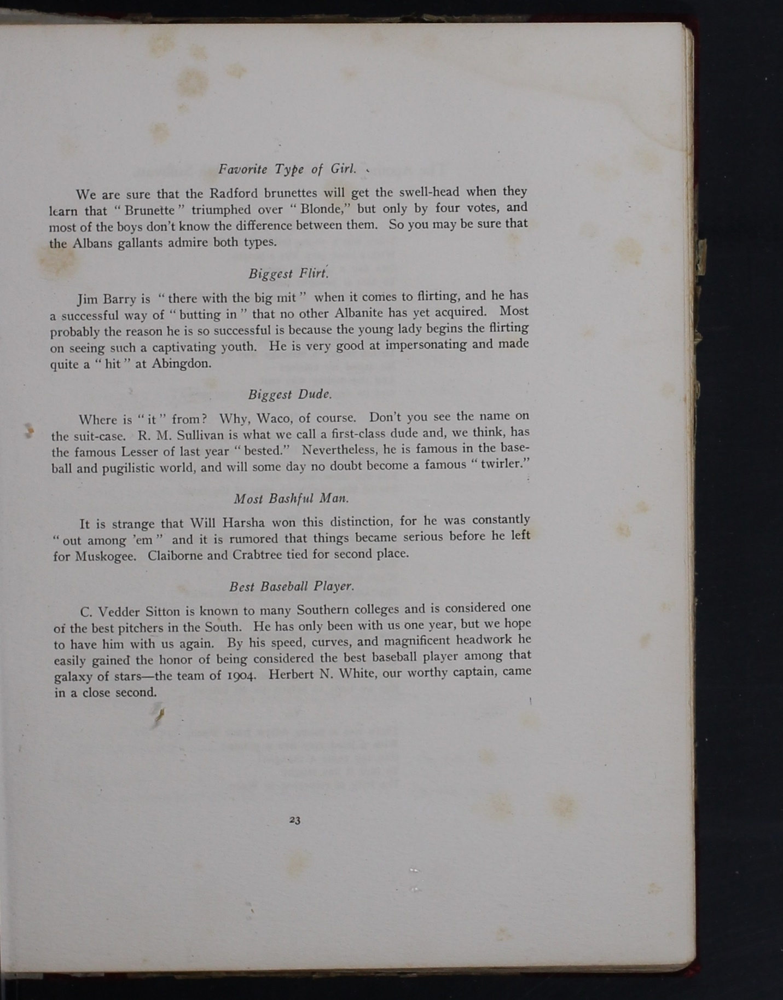 Favorite Type of Girl.
We are sure that the Radford brunettes will get the swell-head when they
learn that “ Brunette ” triumphed over “ Blonde,” but only by four votes, and
most of the boys don’t know the difference between them. So you may be sure that
the Albans gallants admire both types.
Biggest Flirt.
Jim Barry is “ there with the big mit ” when it comes to flirting, and he has
a successful way of “ butting in ” that no other Albanite has yet acquired. Most
probably the reason he is so successful is because the young lady begins the flirting
on seeing such a captivating youth. He is very good at impersonating and made
quite a “ hit ” at Abingdon.
Biggest Dude.
Where is “ it ” from? Why, Waco, of course. Don’t you see the name on
the suit-case. R. M. Sullivan is what we call a first-class dude and, we think, has
the famous Lesser of last year “ bested.” Nevertheless, he is famous in the base-
ball and pugilistic world, and will some day no doubt become a famous “ twirler.”
Most Bashful Man.
It is strange that Will Harsha won this distinction, for he was constantly
“ out among ’em ” and it is rumored that things became serious before he left
for Muskogee. Claiborne and Crabtree tied for second place.
Best Baseball Player.
C. Vedder Sitton is known to many Southern colleges and is considered one
of the best pitchers in the South. He has only been with us one year, but we hope
to have him with us again. By his speed, curves, and magnificent headwork he
easily gained the honor of being considered the best baseball player among that
galaxy of stars—the team of 1904. Herbert N. White, our worthy captain, came
in a close second.
23